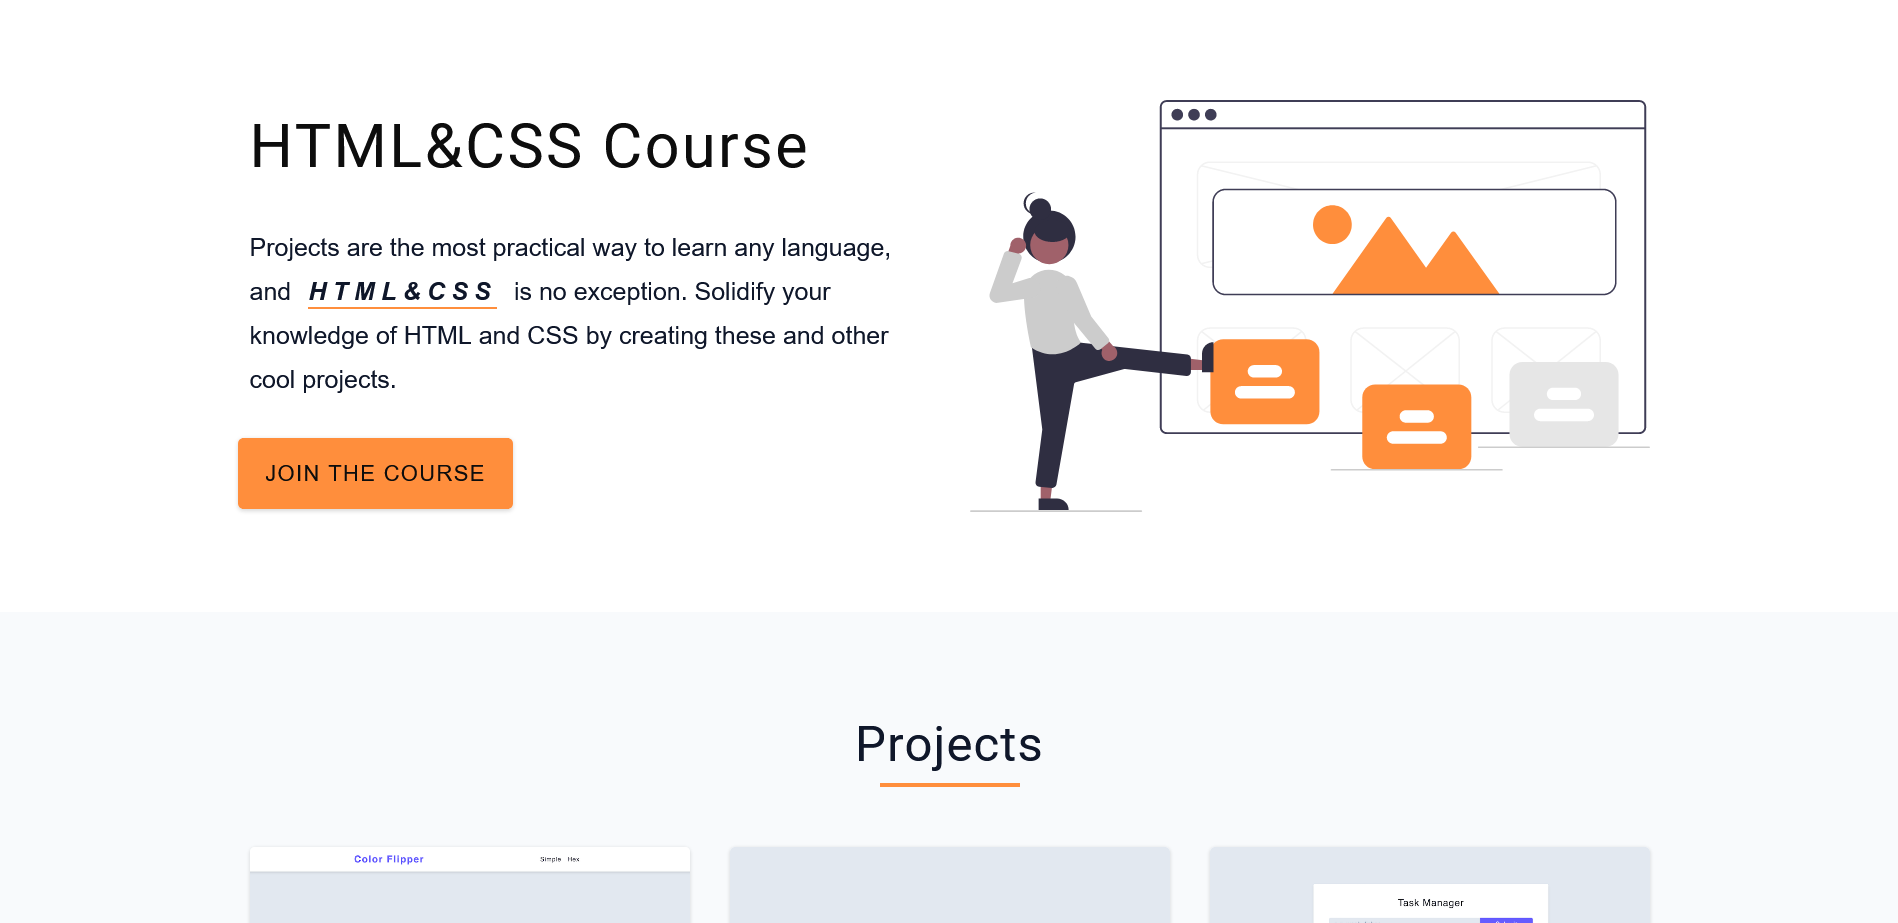 HTML&CSS Course
Projects are the most practical way to learn any language,
and HTML&CSS is no exception. Solidify your
knowledge of HTML and CSS by creating these and other
cool projects.
JOIN THE COURSE
Projects
Color Flipper Simple Hex
Task Manager